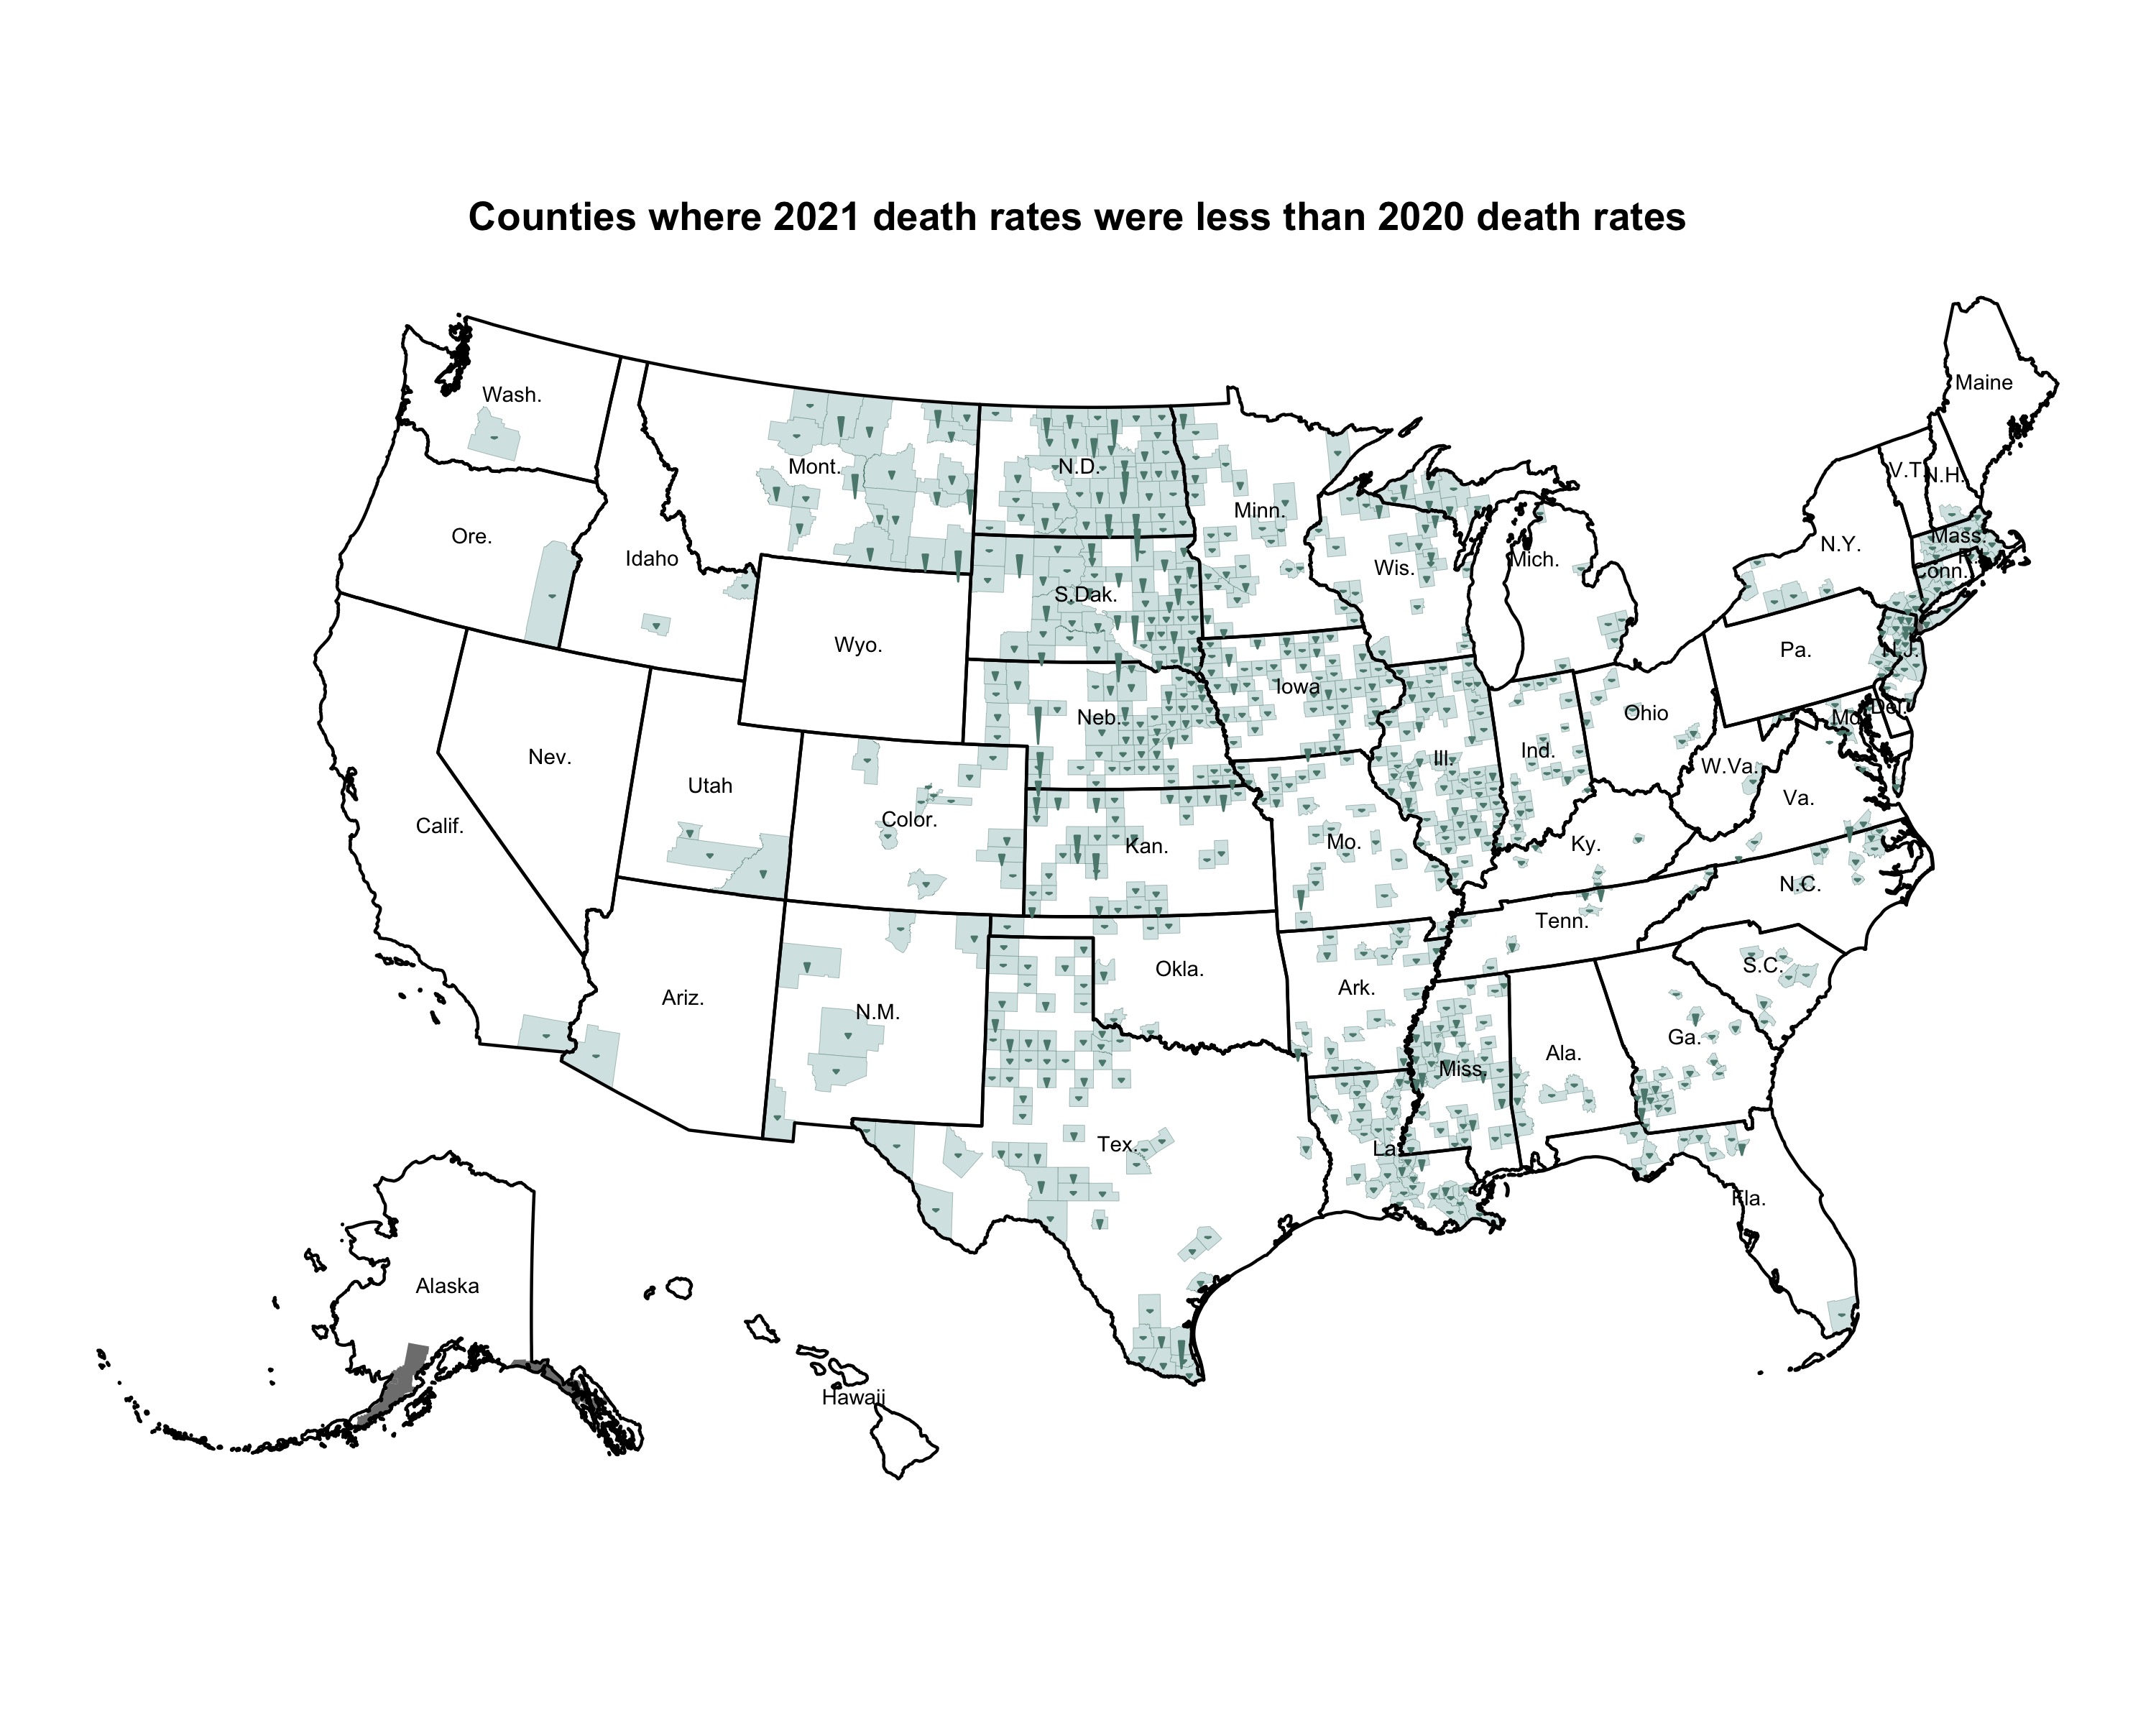 Counties where 2021 death rates were less than 2020 death rates
Maine
Wash.
Mont.
N.D.
V.T.
N.H.
Minn.
Ore.
Mass.
N.Y.
Idaho
Mich.
R.I.
Wis.
Conn.
S.Dak.
Wyo.
Pa.
N.J.
Iowa
Del.
Ohio
Neb.
Md.
Nev.
Ill.
Ind.
W.Va.
Utah
Va.
Color.
Calif.
Mo.
Ky.
Kan.
N.C.
Tenn.
S.C.
Okla.
Ark.
Ariz.
N.M.
Ga.
Ala.
Miss.
Tex.
La.
Fla.
Alaska
Hawaii